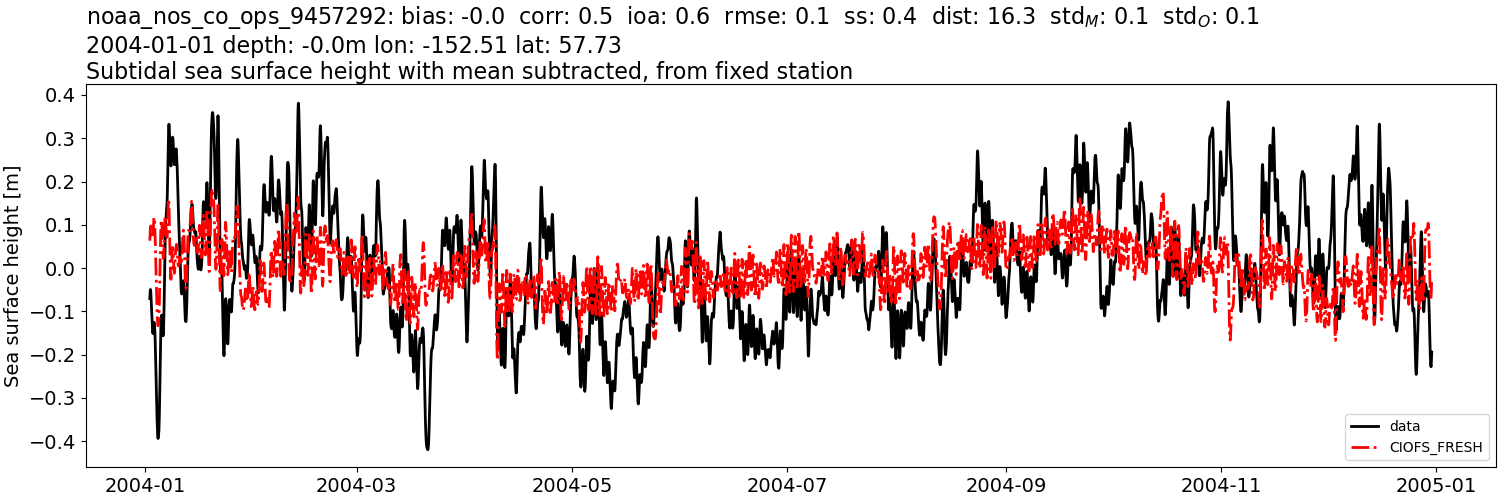 noaa_nos_co_ops_9457292: bias: -0.0 corr: 0.5 ioa: 0.6 rmse: 0.1 ss: 0.4 dist: 16.3 std_M: 0.1 std_O: 0.1
2004-01-01 depth: -0.0m lon: -152.51 lat: 57.73
Subtidal sea surface height with mean subtracted, from fixed station
Sea surface height [m]
0.4
0.3
0.2
0.1
0.0
−0.1
−0.2
−0.3
−0.4
data
CIOFS_FRESH
2004-01 2004-03 2004-05 2004-07 2004-09 2004-11 2005-01